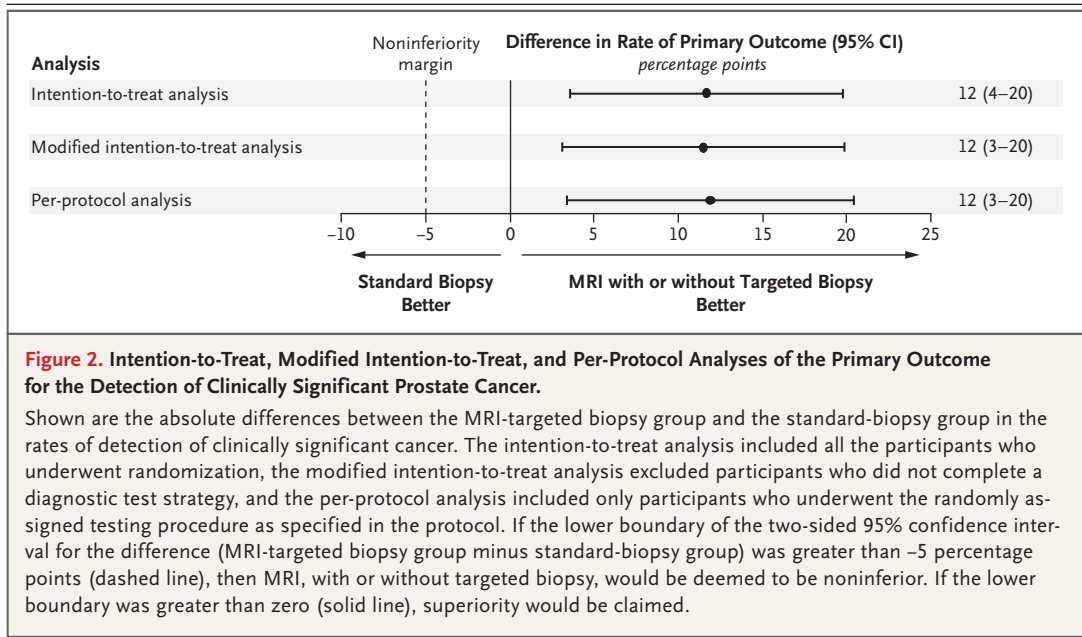 Analysis
Noninferiority
margin
Difference in Rate of Primary Outcome (95% CI)
percentage points
Intention-to-treat analysis
12 (4–20)
Modified intention-to-treat analysis
12 (3–20)
Per-protocol analysis
12 (3–20)
–10 –5 0 5 10 15 20 25
Standard Biopsy
Better
MRI with or without Targeted Biopsy
Better
Figure 2. Intention-to-Treat, Modified Intention-to-Treat, and Per-Protocol Analyses of the Primary Outcome
for the Detection of Clinically Significant Prostate Cancer.
Shown are the absolute differences between the MRI-targeted biopsy group and the standard-biopsy group in the
rates of detection of clinically significant cancer. The intention-to-treat analysis included all the participants who
underwent randomization, the modified intention-to-treat analysis excluded participants who did not complete a
diagnostic test strategy, and the per-protocol analysis included only participants who underwent the randomly as-
signed testing procedure as specified in the protocol. If the lower boundary of the two-sided 95% confidence inter-
val for the difference (MRI-targeted biopsy group minus standard-biopsy group) was greater than –5 percentage
points (dashed line), then MRI, with or without targeted biopsy, would be deemed to be noninferior. If the lower
boundary was greater than zero (solid line), superiority would be claimed.